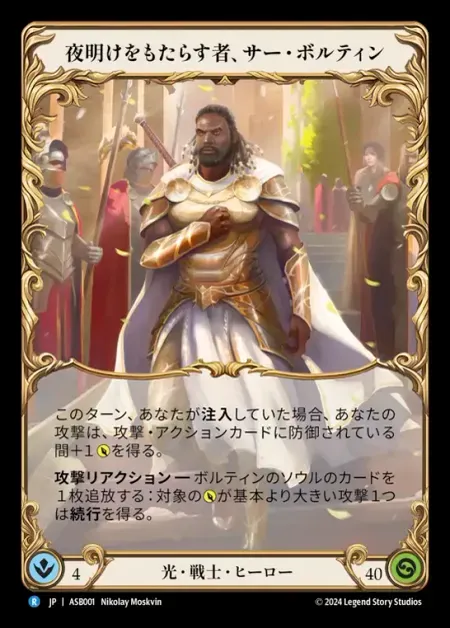 夜明けをもたらす者、サー・ボルティン
このターン、あなたが注入していた場合、あなたの
攻撃は、攻撃・アクションカードに防御されている
間＋１を得る。
攻撃リアクション ー ボルティンのソウルのカードを
１枚追放する：対象のが基本より大きい攻撃１つ
は続行を得る。
4
光・戦士・ヒーロー
40
R JP | ASB001 Nikolay Moskvin
© 2024 Legend Story Studios